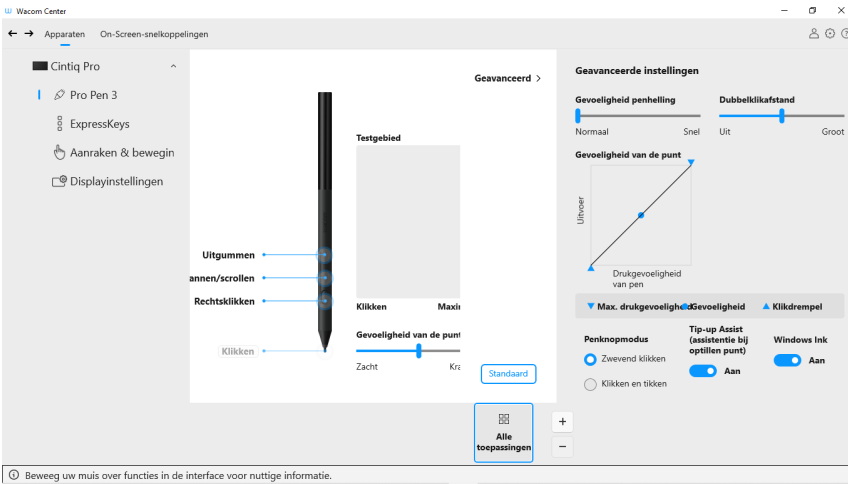 Wacom Center
Apparaten On-Screen-snelkoppelingen
Cintiq Pro
Pro Pen 3
ExpressKeys
Aanraken & bewegin
Displayinstellingen
Geavanceerd >
Testgebied
Uitgummen
annen/scrollen
Rechtsklikken
Klikken
Klikken Maxir
Gevoeligheid van de punt
Zacht Kra
Standaard
Geavanceerde instellingen
Gevoeligheid penhelling Dubbelklikafstand
Normaal Snel Uit Groot
Gevoeligheid van de punt
Uitvoer
Drukgevoeligheid
van pen
Max. drukgevoeligheid Gevoeligheid Klikdrempel
Penknopmodus
Zwevend klikken
Klikken en tikken
Tip-up Assist
(assistentie bij
optillen punt)
Aan
Windows Ink
Aan
Alle
toepassingen
+
−
Beweeg uw muis over functies in de interface voor nuttige informatie.